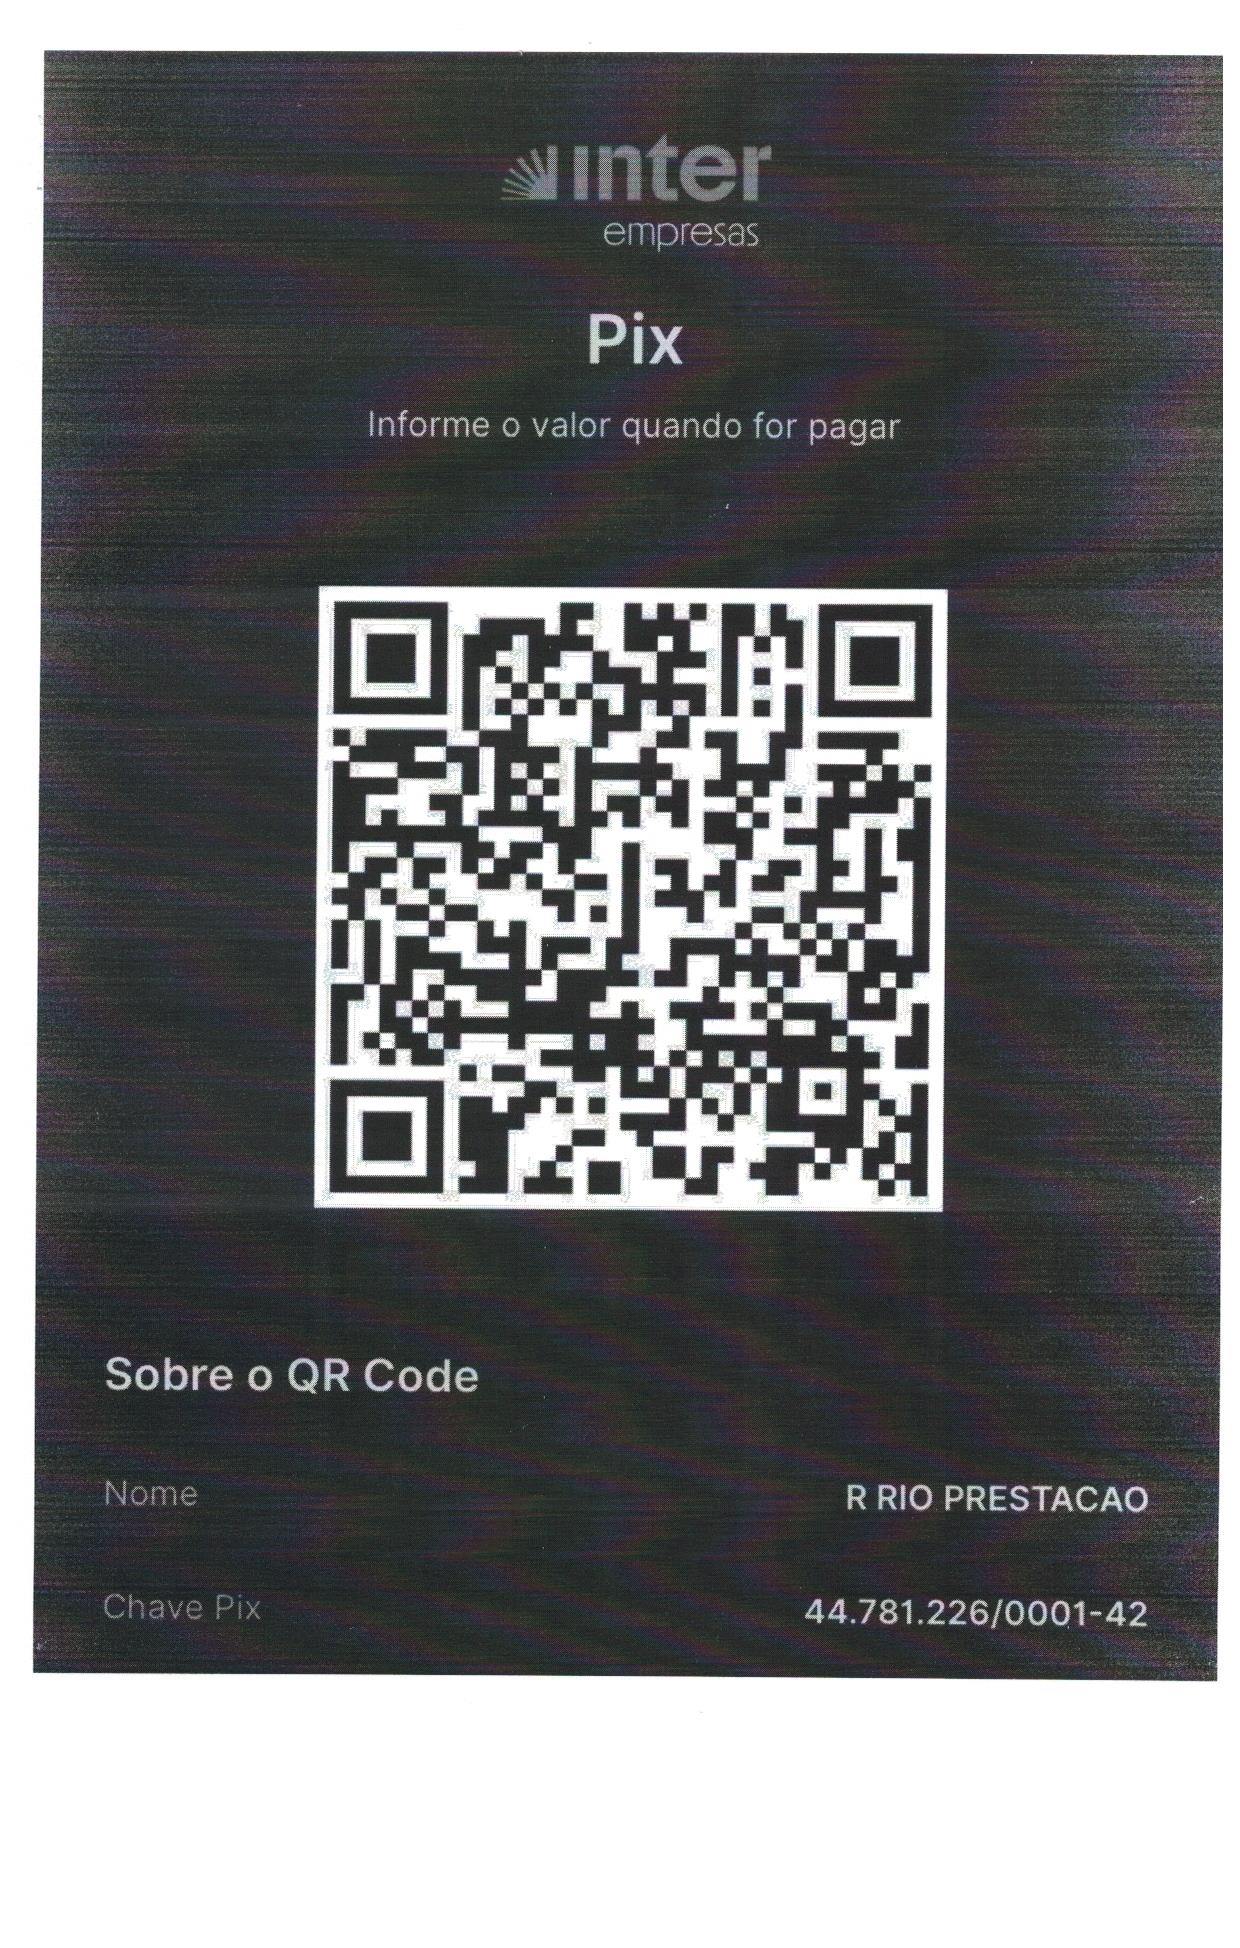 inter
empresas
Pix
Informe o valor quando for pagar
Sobre o QR Code
Nome R RIO PRESTACAO
Chave Pix 44.781.226/0001-42